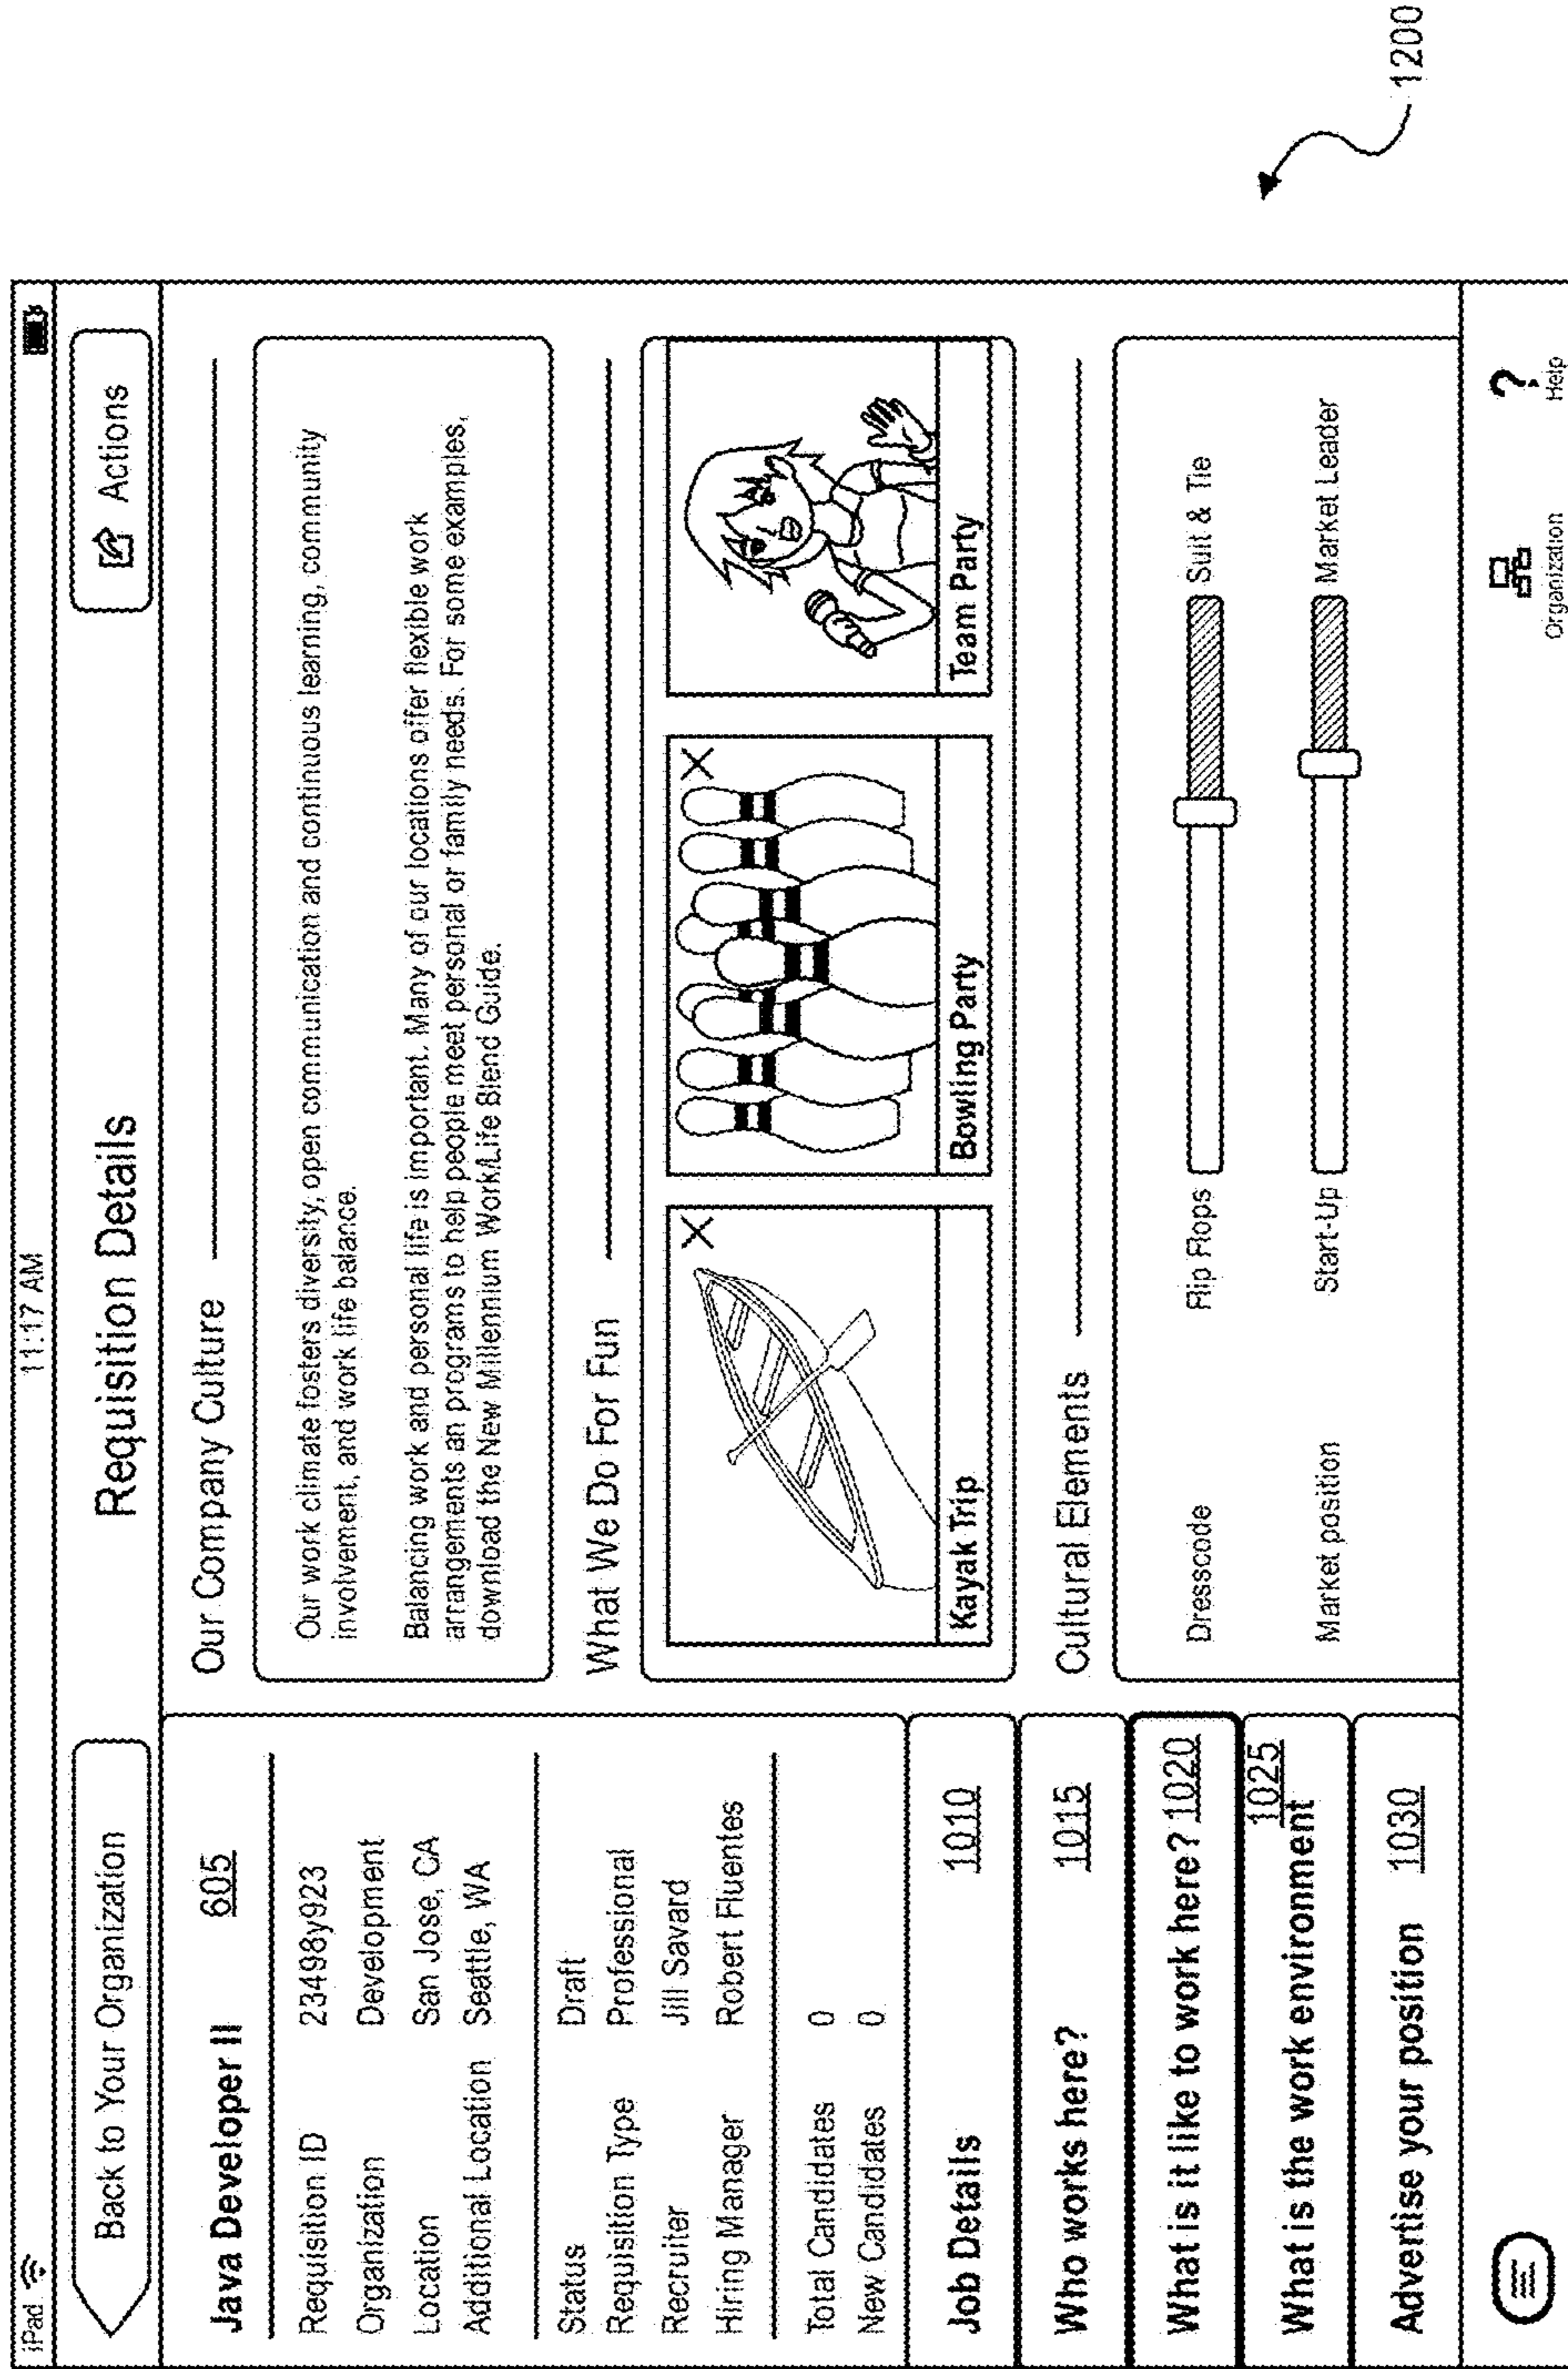 iPad 11:17 AM
Back to Your Organization
Requisition Details
Actions
Java Developer II 605
Requisition ID 23498y923
Organization Development
Location San Jose, CA
Additional Location Seattle, WA
Status Draft
Requisition Type Professional
Recruiter Jill Savard
Hiring Manager Robert Fluentes
Total Candidates 0
New Candidates 0
Job Details 1010
Who works here? 1015
What is it like to work here? 1020
1025
What is the work environment
Advertise your position 1030
Our Company Culture
Our work climate fosters diversity, open communication and continuous learning, community
involvement, and work life balance.
Balancing work and personal life is important. Many of our locations offer flexible work
arrangements an programs to help people meet personal or family needs. For some examples,
download the New Millennium Work/Life Blend Guide.
What We Do For Fun
Kayak Trip
Bowling Party
Team Party
Cultural Elements
Dresscode Flip Flops Suit & Tie
Market position Start-Up Market Leader
Organization
Help
1200